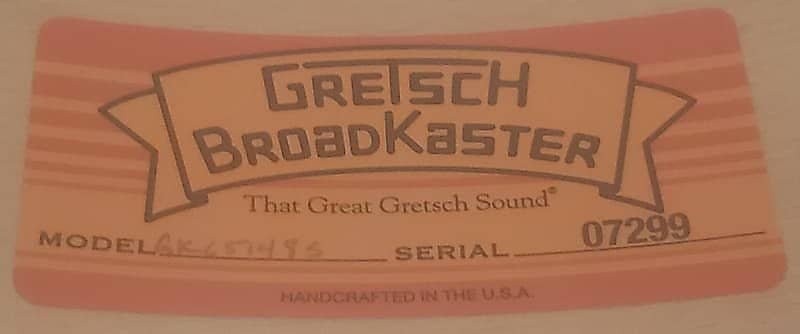 GRETSCH
BROADKASTER
That Great Gretsch Sound®
MODEL SERIAL 07299
HANDCRAFTED IN THE U.S.A.